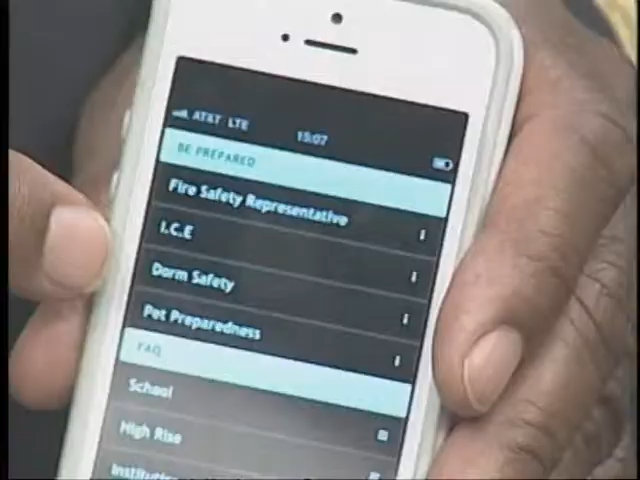 AT&T LTE 15:07
BE PREPARED
Fire Safety Representative
I.C.E
Dorm Safety
Pet Preparedness
FAQ
School
High Rise